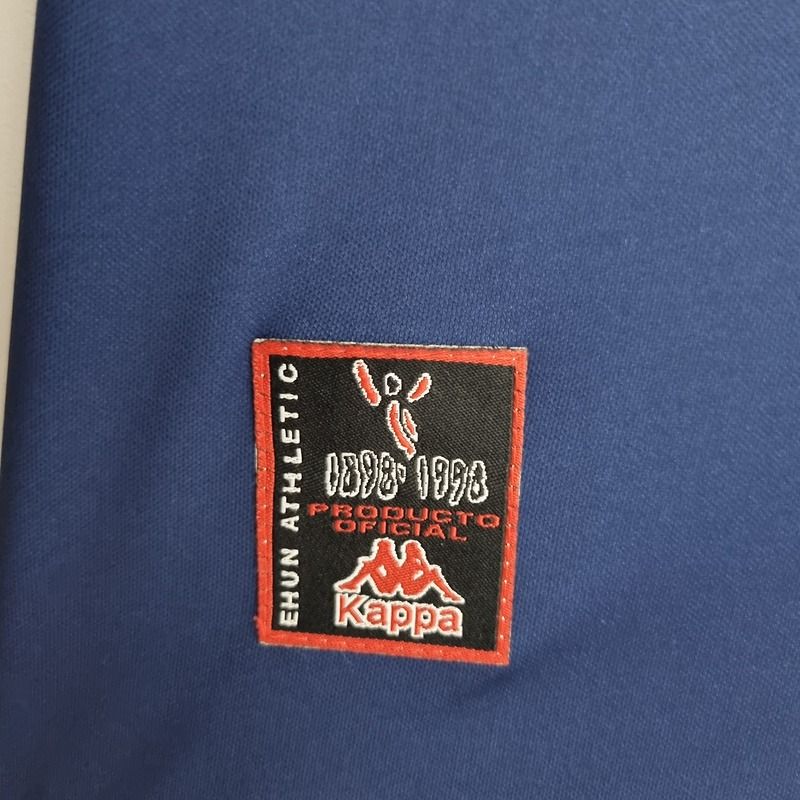 EHUN ATHLETIC
1898-1998
PRODUCTO
OFICIAL
Kappa